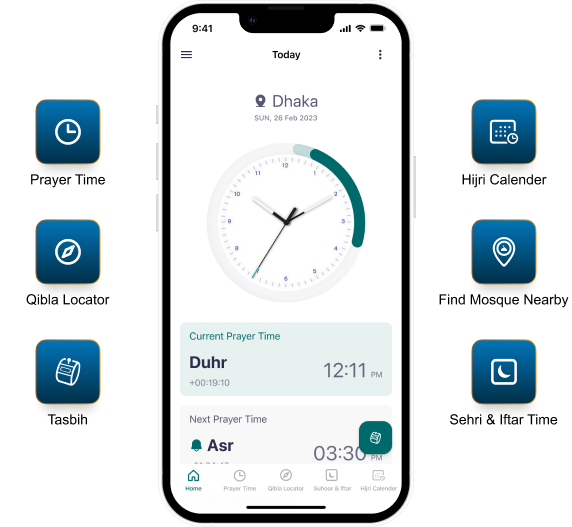 9:41
Today
Dhaka
SUN, 26 Feb 2023
12
1
2
3
4
5
6
7
8
9
10
11
Current Prayer Time
Duhr
12:11 PM
+00:19:10
Next Prayer Time
Asr
03:30 PM
Home
Prayer Time
Qibla Locator
Suhoor & Iftar
Hijri Calender
Prayer Time
Qibla Locator
Tasbih
Hijri Calender
Find Mosque Nearby
Sehri & Iftar Time